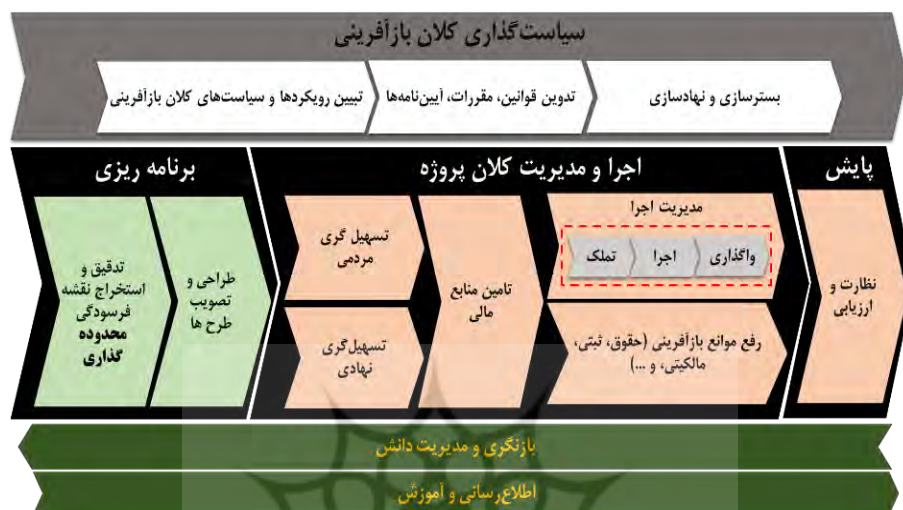 سیاست‌گذاری کلان بازآفرینی
تبیین رویکردها و سیاست‌های کلان بازآفرینی
تدوین قوانین، مقررات، آیین‌نامه‌ها
بسترسازی و نهادسازی
برنامه ریزی
تدقیق و
استخراج نقشه
فرسودگی
محدوده
گذاری
طراحی و
تصویب
طرح ها
اجرا و مدیریت کلان پروژه
تسهیل گری
مردمی
تسهیل‌گری
نهادی
تامین منابع
مالی
مدیریت اجرا
تملک
اجرا
واگذاری
رفع موانع بازآفرینی (حقوق، ثبتی،
مالکیتی، و ...)
پایش
نظارت و
ارزیابی
بازنگری و مدیریت دانش
اطلاع‌رسانی و آموزش